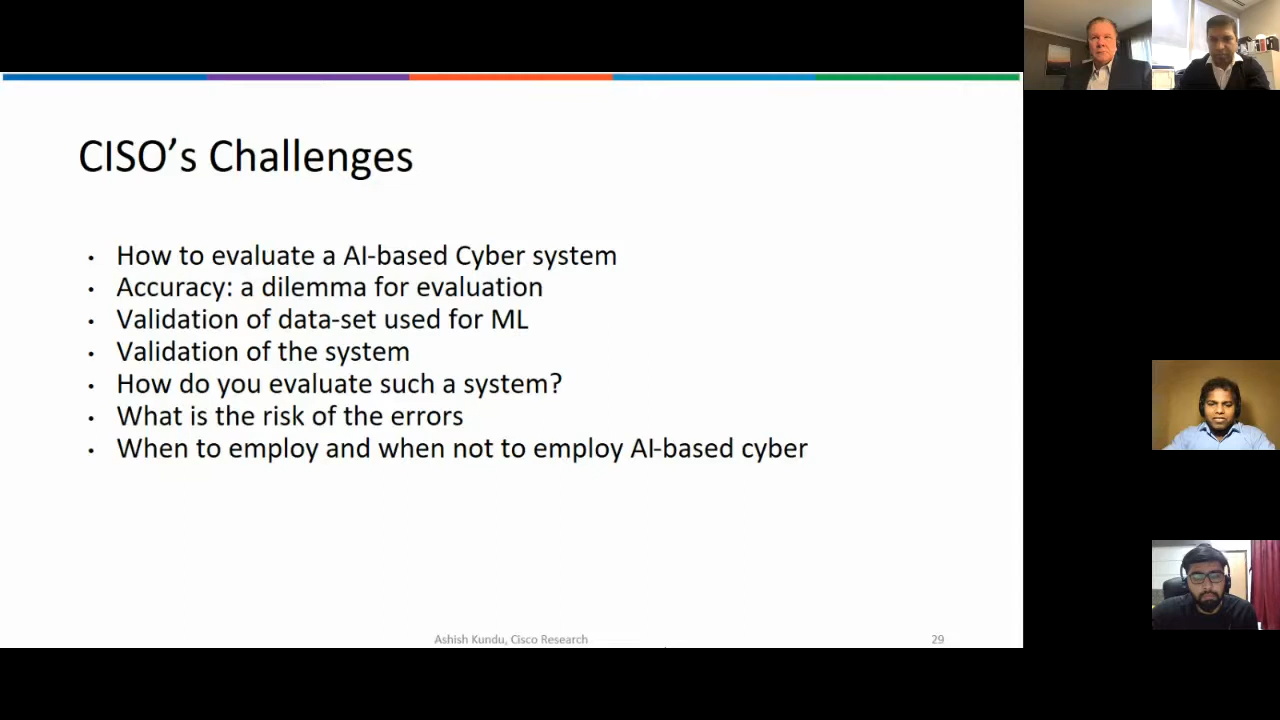 CISO’s Challenges
• How to evaluate a AI-based Cyber system
• Accuracy: a dilemma for evaluation
• Validation of data-set used for ML
• Validation of the system
• How do you evaluate such a system?
• What is the risk of the errors
• When to employ and when not to employ AI-based cyber
Ashish Kundu, Cisco Research
29